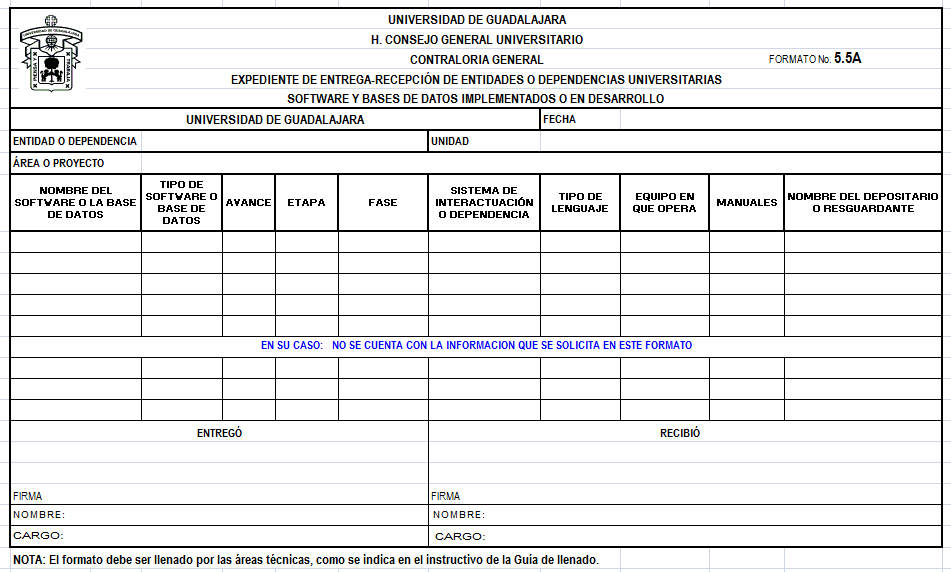 UNIVERSIDAD DE GUADALAJARA
H. CONSEJO GENERAL UNIVERSITARIO
CONTRALORIA GENERAL
FORMATO No. 5.5A
EXPEDIENTE DE ENTREGA-RECEPCIÓN DE ENTIDADES O DEPENDENCIAS UNIVERSITARIAS
SOFTWARE Y BASES DE DATOS IMPLEMENTADOS O EN DESARROLLO
PIENSA Y
TRABAJA
UNIVERSIDAD DE GUADALAJARA
FECHA
ENTIDAD O DEPENDENCIA
UNIDAD
ÁREA O PROYECTO
NOMBRE DEL
SOFTWARE O LA BASE
DE DATOS
TIPO DE
SOFTWARE O
BASE DE
DATOS
AVANCE
ETAPA
FASE
SISTEMA DE
INTERACTUACIÓN
O DEPENDENCIA
TIPO DE
LENGUAJE
EQUIPO EN
QUE OPERA
MANUALES
NOMBRE DEL DEPOSITARIO
O RESGUARDANTE
EN SU CASO: NO SE CUENTA CON LA INFORMACION QUE SE SOLICITA EN ESTE FORMATO
ENTREGÓ
RECIBIÓ
FIRMA
FIRMA
NOMBRE:
NOMBRE:
CARGO:
CARGO:
NOTA: El formato debe ser llenado por las áreas técnicas, como se indica en el instructivo de la Guía de llenado.